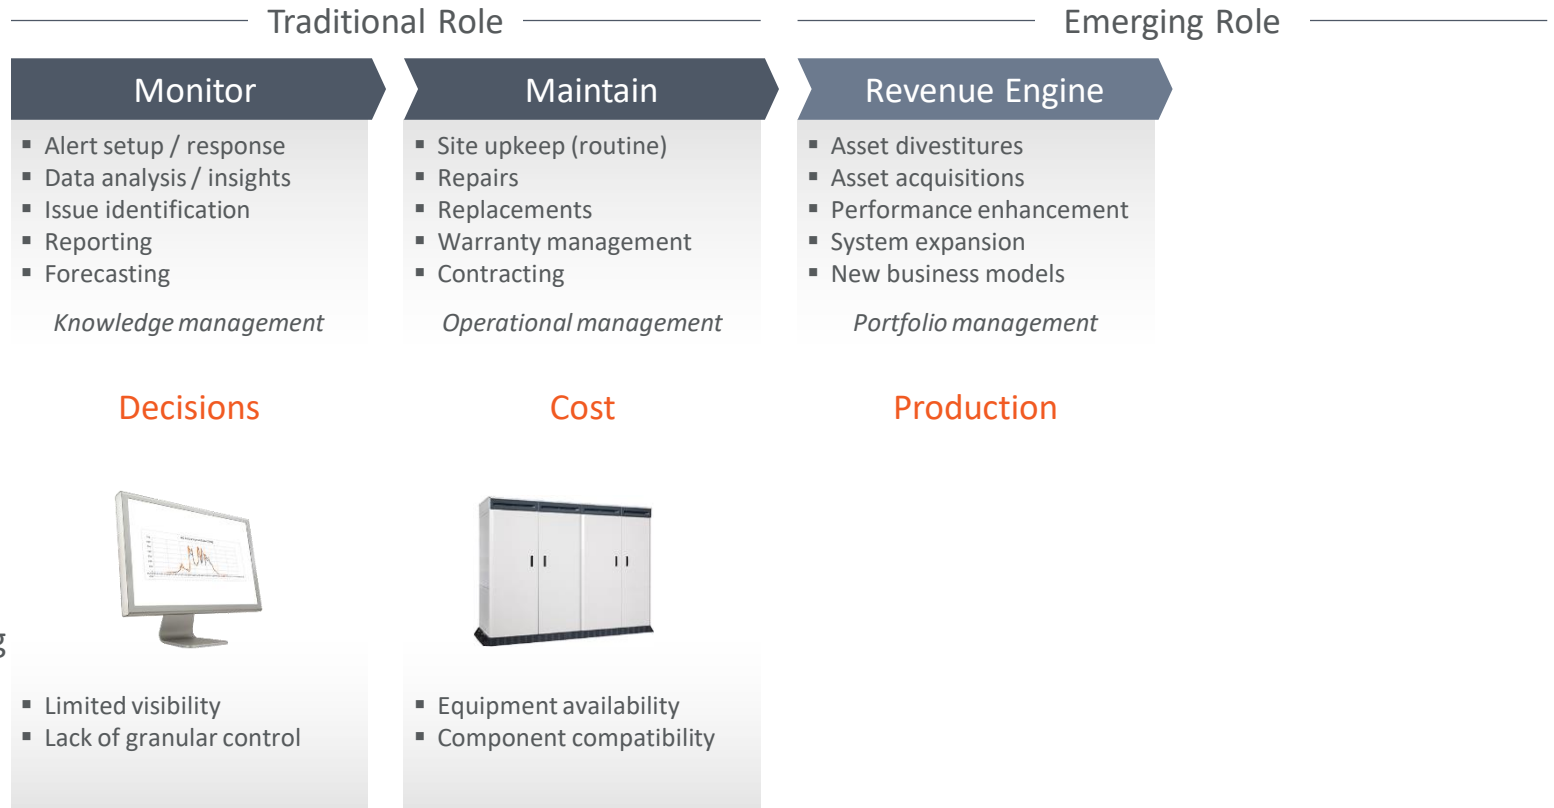 Traditional Role
Emerging Role
Monitor
Alert setup / response
Data analysis / insights
Issue identification
Reporting
Forecasting
Knowledge management
Decisions
Limited visibility
Lack of granular control
Maintain
Site upkeep (routine)
Repairs
Replacements
Warranty management
Contracting
Operational management
Cost
Equipment availability
Component compatibility
Revenue Engine
Asset divestitures
Asset acquisitions
Performance enhancement
System expansion
New business models
Portfolio management
Production